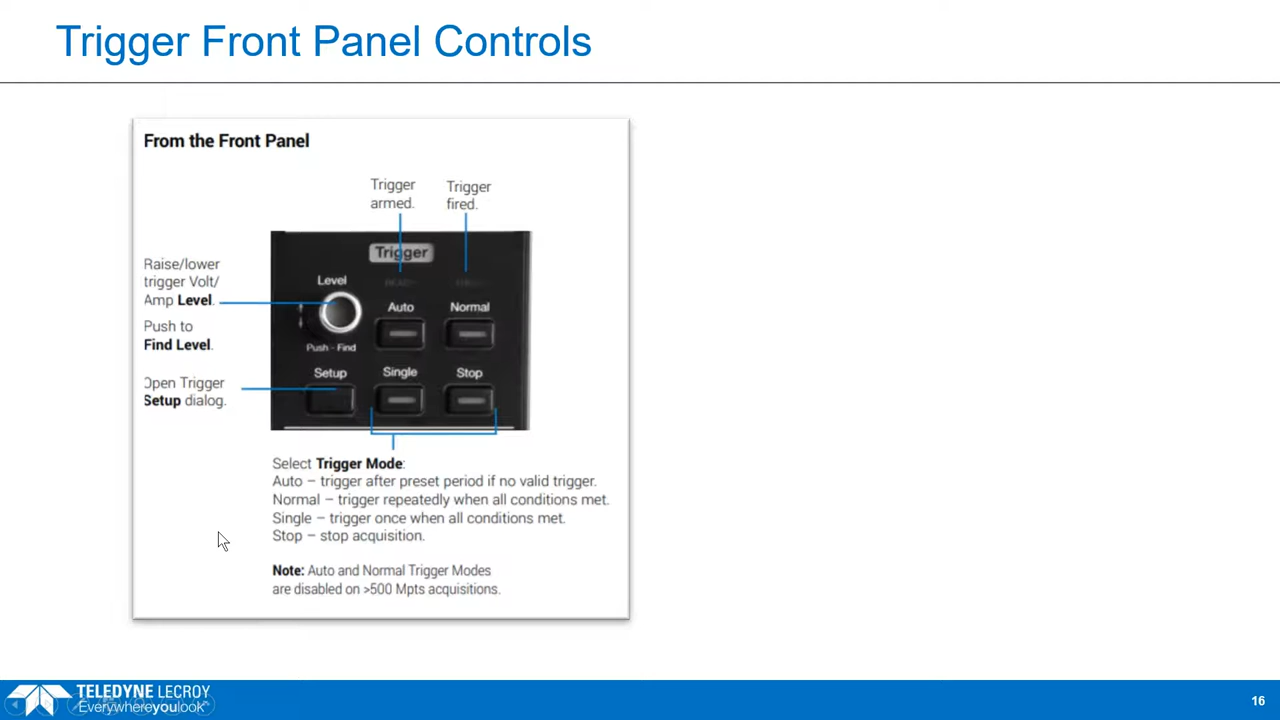 Trigger Front Panel Controls
From the Front Panel
Trigger
armed.
Trigger
fired.
Trigger
Raise/lower
trigger Volt/
Amp Level.
Push to
Find Level.
Open Trigger
Setup dialog.
Level
Auto
Normal
Push - Find
Setup
Single
Stop
Select Trigger Mode:
Auto – trigger after preset period if no valid trigger.
Normal – trigger repeatedly when all conditions met.
Single – trigger once when all conditions met.
Stop – stop acquisition.
Note: Auto and Normal Trigger Modes
are disabled on >500 Mpts acquisitions.
TELEDYNE LECROY
Everywhereyoulook™
16